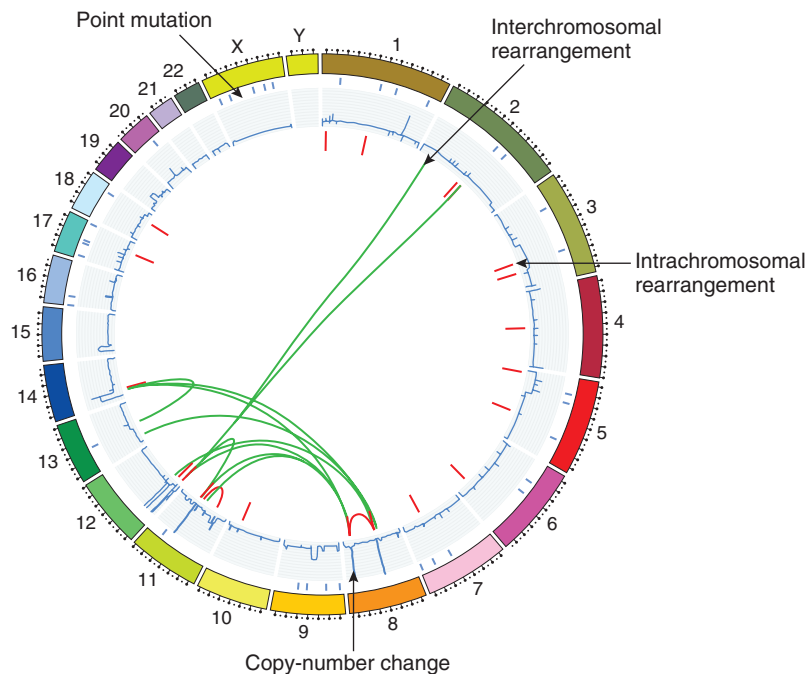 Point mutation
Interchromosomal
rearrangement
Intrachromosomal
rearrangement
Copy-number change
X
Y
1
2
3
4
5
6
7
8
9
10
11
12
13
14
15
16
17
18
19
20
21
22